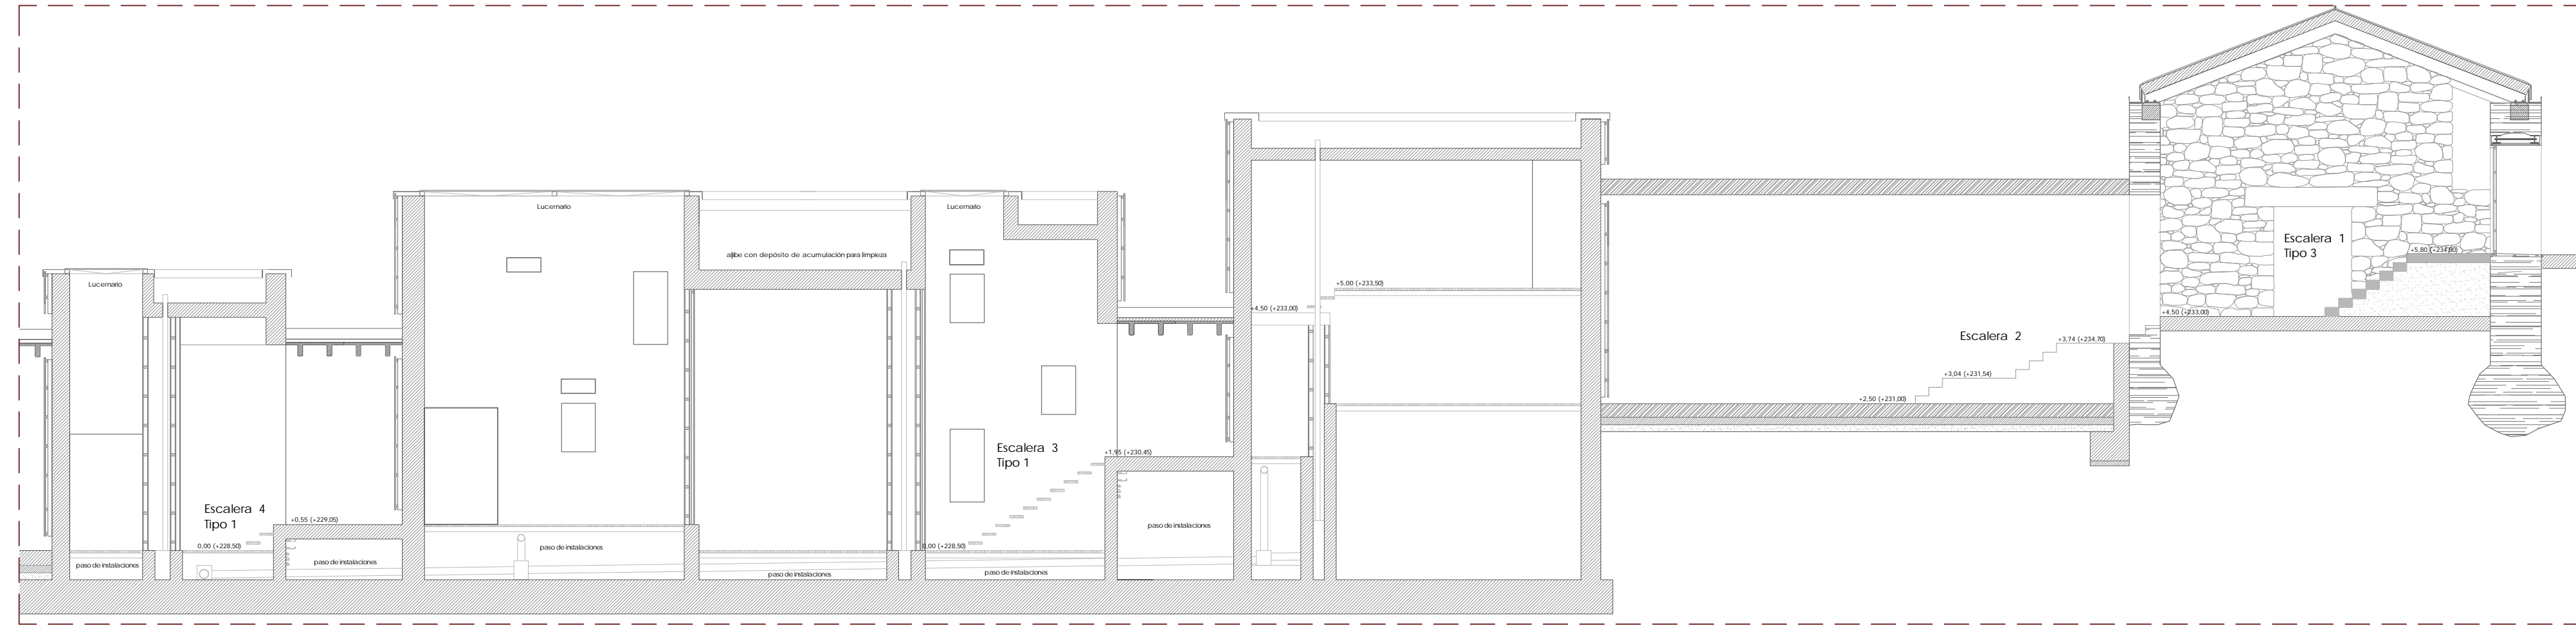 Lucernario
Lucernario
Lucernario
aljibe con depósito de acumulación para limpieza
Escalera 1
Tipo 3
+5,80 (+234,80)
+5,00 (+233,50)
+4,50 (+233,00)
+4,50 (+233,00)
Escalera 2
+3,74 (+234,70)
+3,04 (+231,54)
+2,50 (+231,00)
Escalera 3
Tipo 1
+1,95 (+230,45)
Escalera 4
Tipo 1
+0,55 (+229,05)
0,00 (+228,50)
0,00 (+228,50)
paso de instalaciones
paso de instalaciones
paso de instalaciones
paso de instalaciones
paso de instalaciones
paso de instalaciones